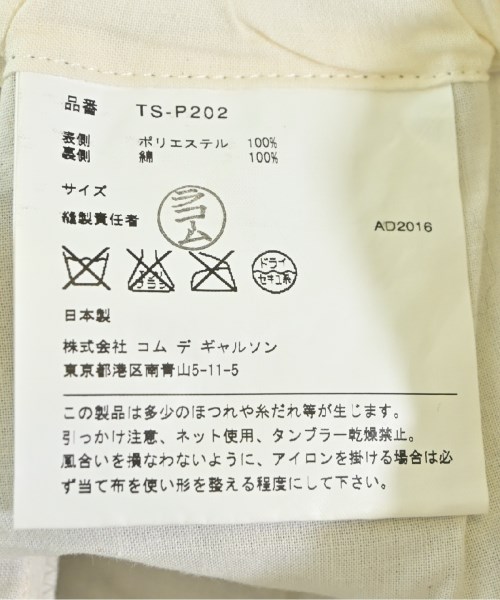 品番 TS-P202
表側 ポリエステル 100%
裏側 綿 100%
サイズ
縫製責任者 ラコム
AD2016
ドライ
セキユ系
日本製
株式会社 コム デ ギャルソン
東京都港区南青山5-11-5
この製品は多少のほつれや糸だれ等が生じます。
引っかけ注意、ネット使用、タンブラー乾燥禁止。
風合いを損なわないように、アイロンを掛ける場合は必
ず当て布を使い形を整える程度にして下さい。